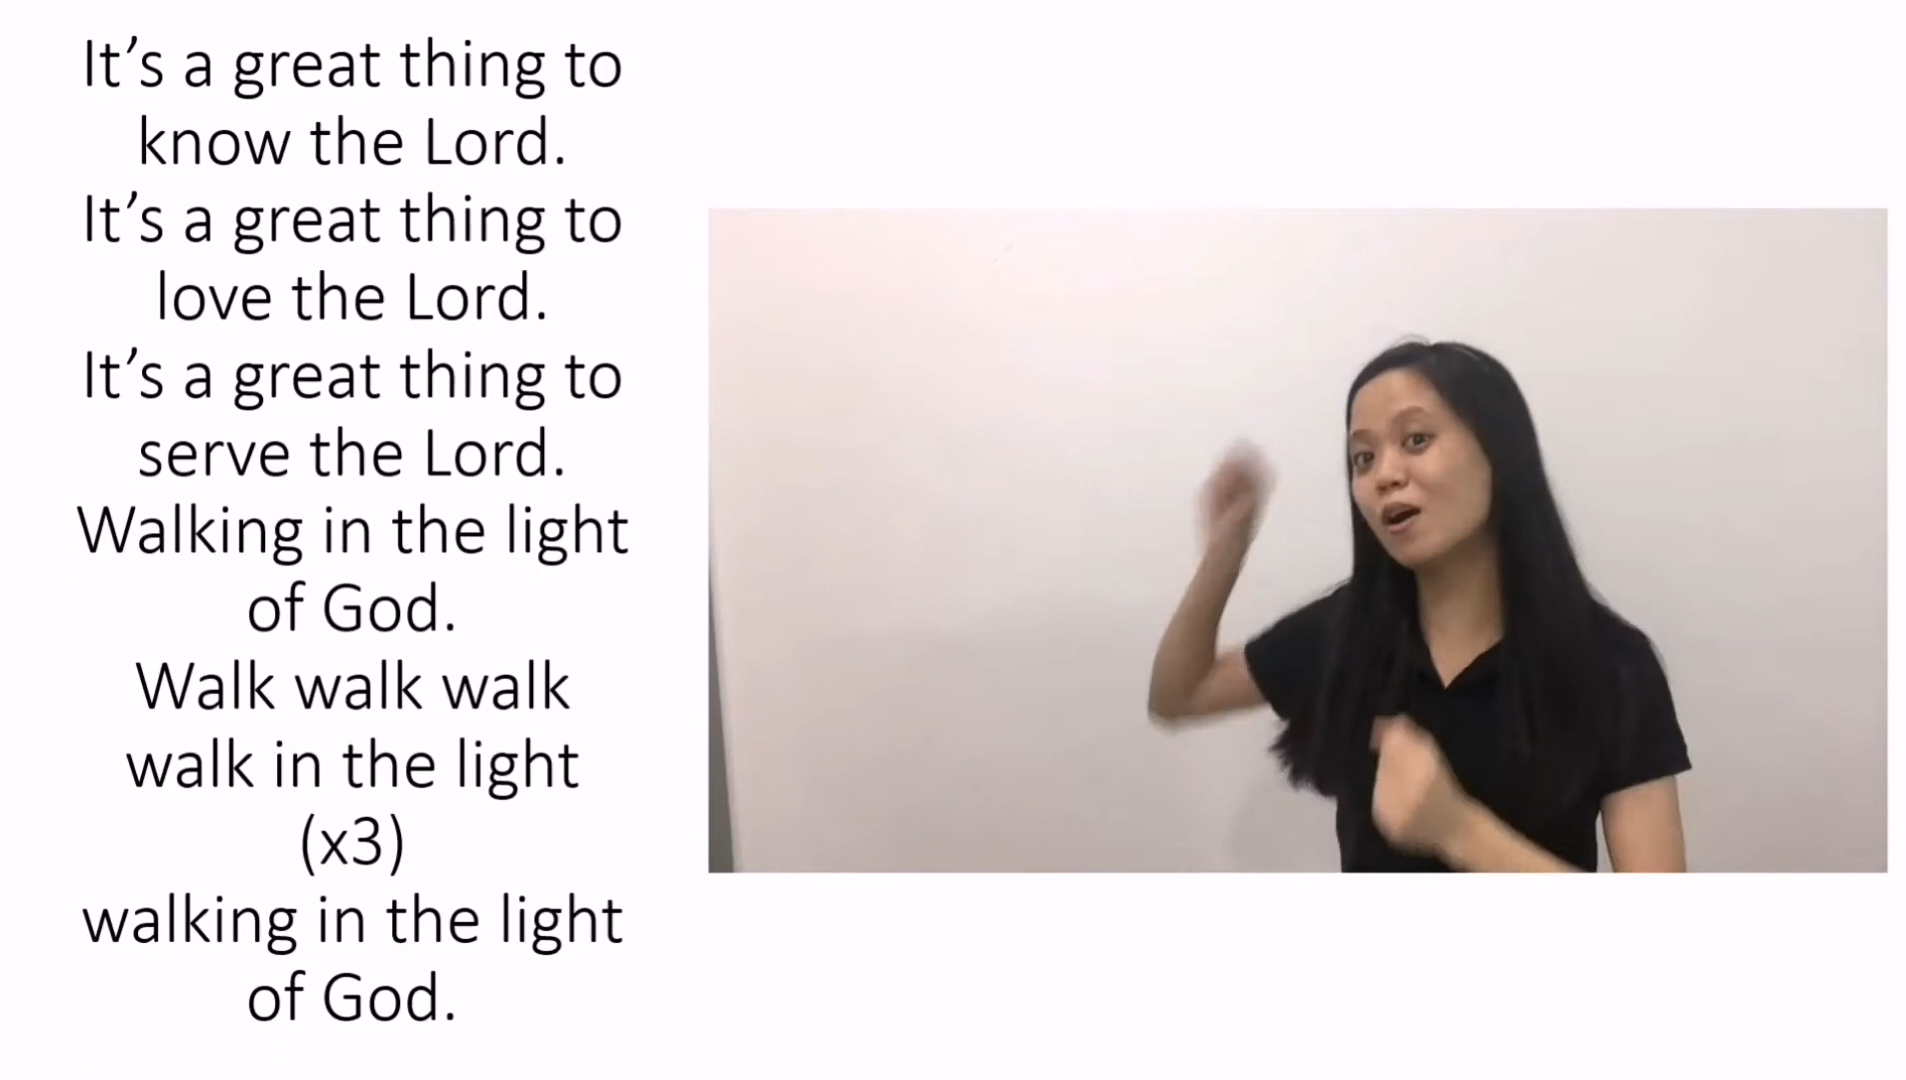 It’s a great thing to
know the Lord.
It’s a great thing to
love the Lord.
It’s a great thing to
serve the Lord.
Walking in the light
of God.
Walk walk walk
walk in the light
(x3)
walking in the light
of God.